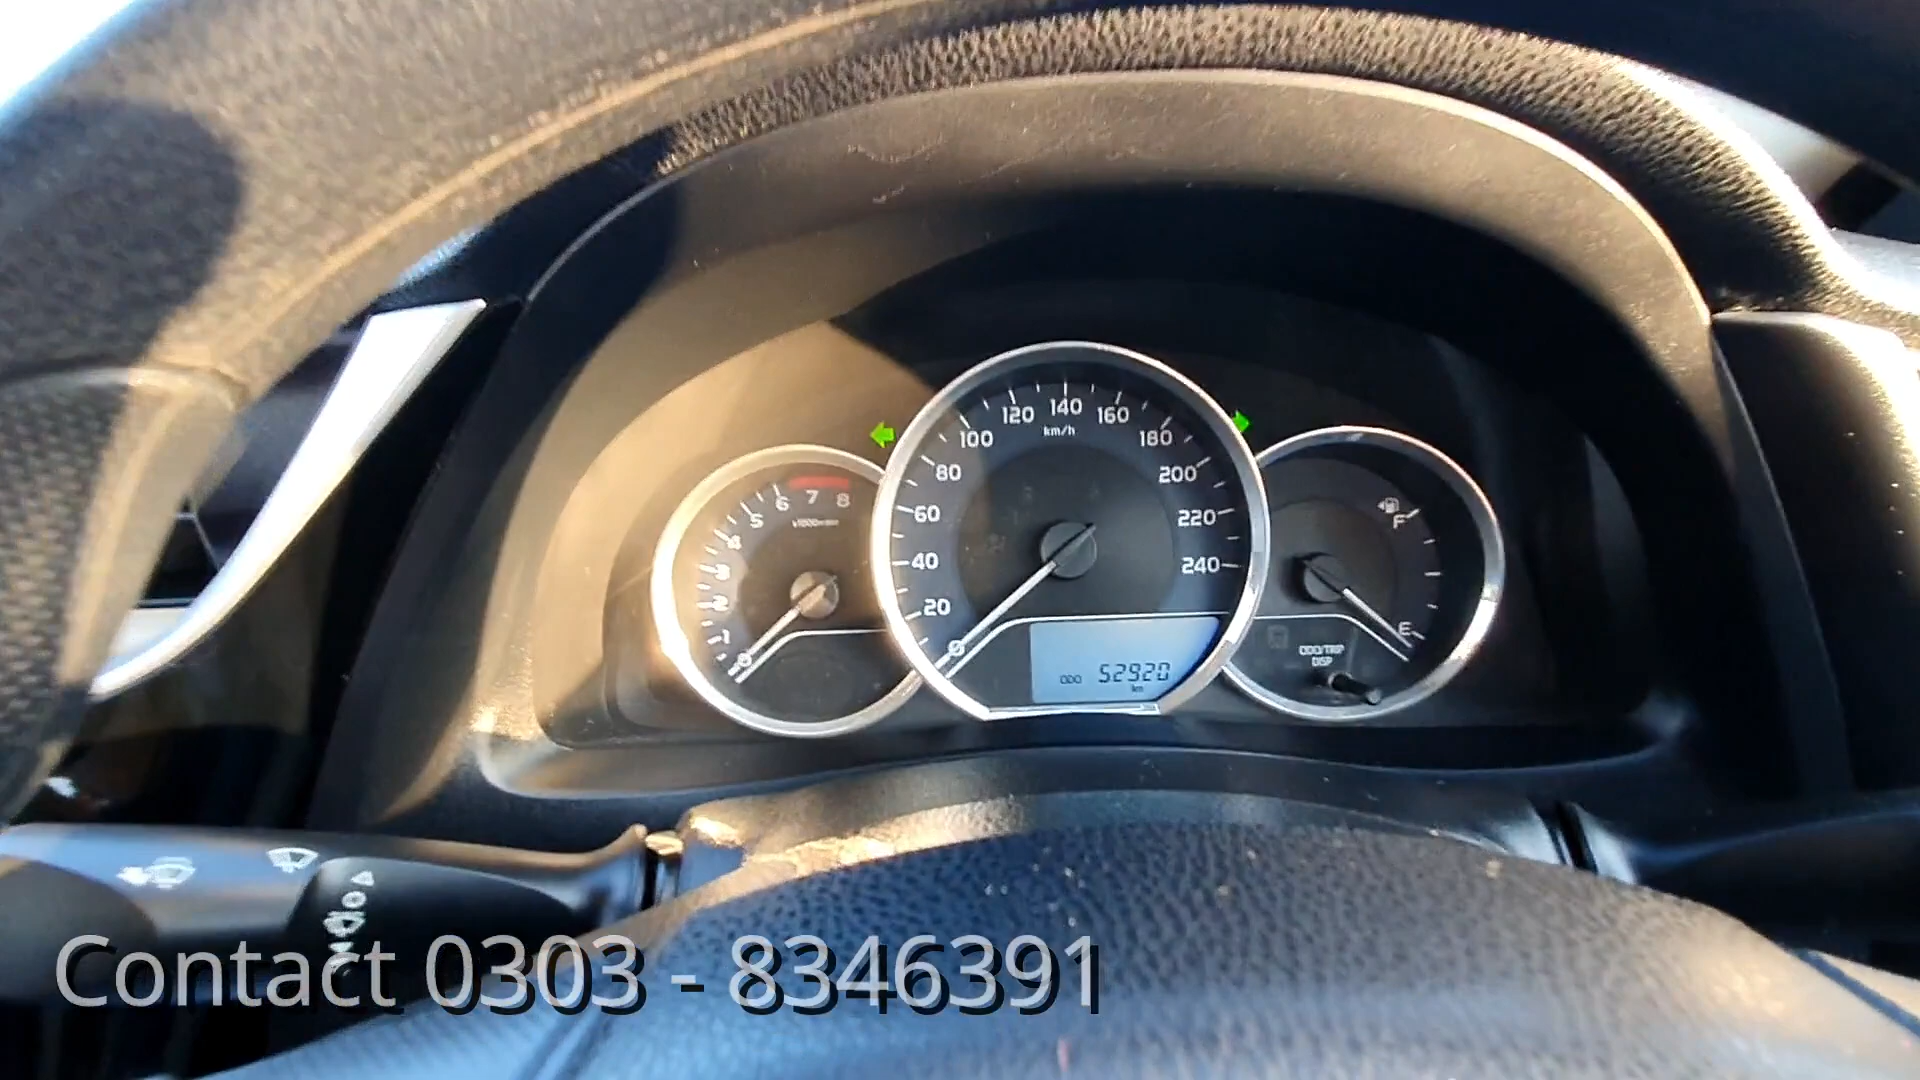 120 140 160
100 km/h 180
80 200
60 220
40 240
20
0
6 7 8
5 x1000r/min
4
3
2
1
0
F
E
ODO/TRIP
DISP
ODO 52920
km
Contact 0303 - 8346391